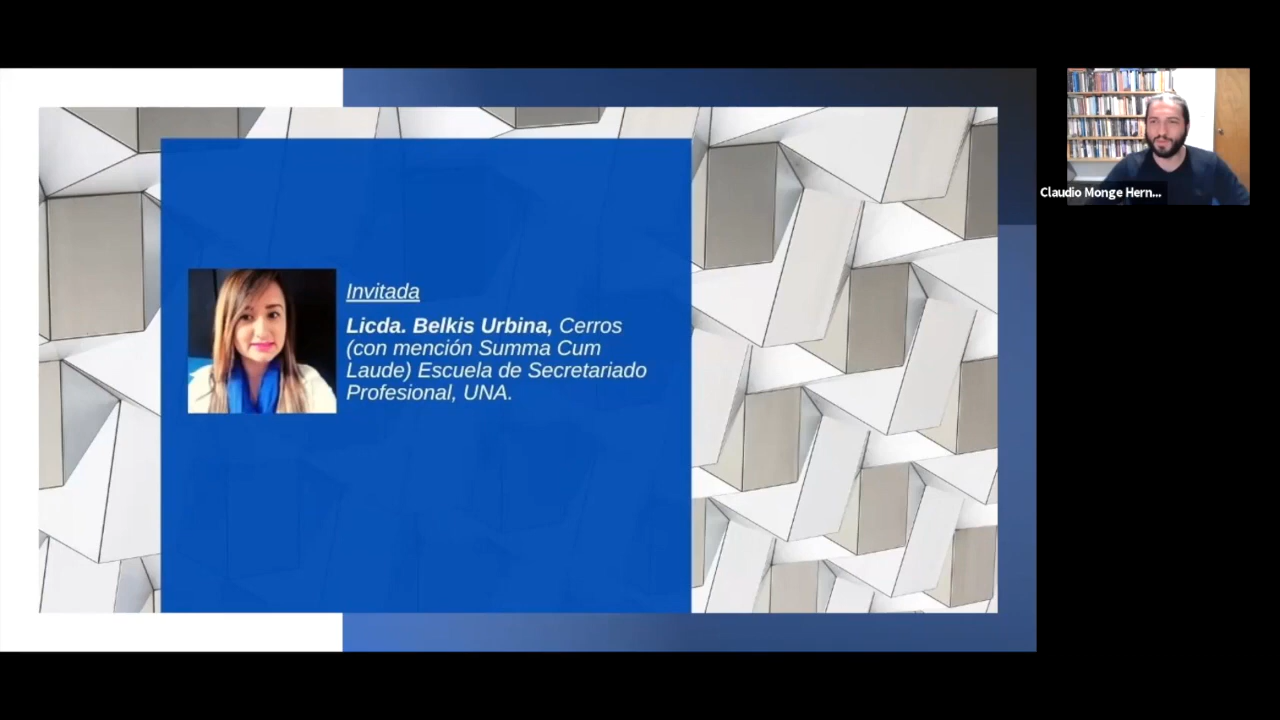 Invitada
Licda. Belkis Urbina, Cerros
(con mención Summa Cum
Laude) Escuela de Secretariado
Profesional, UNA.
Claudio Monge Hern...